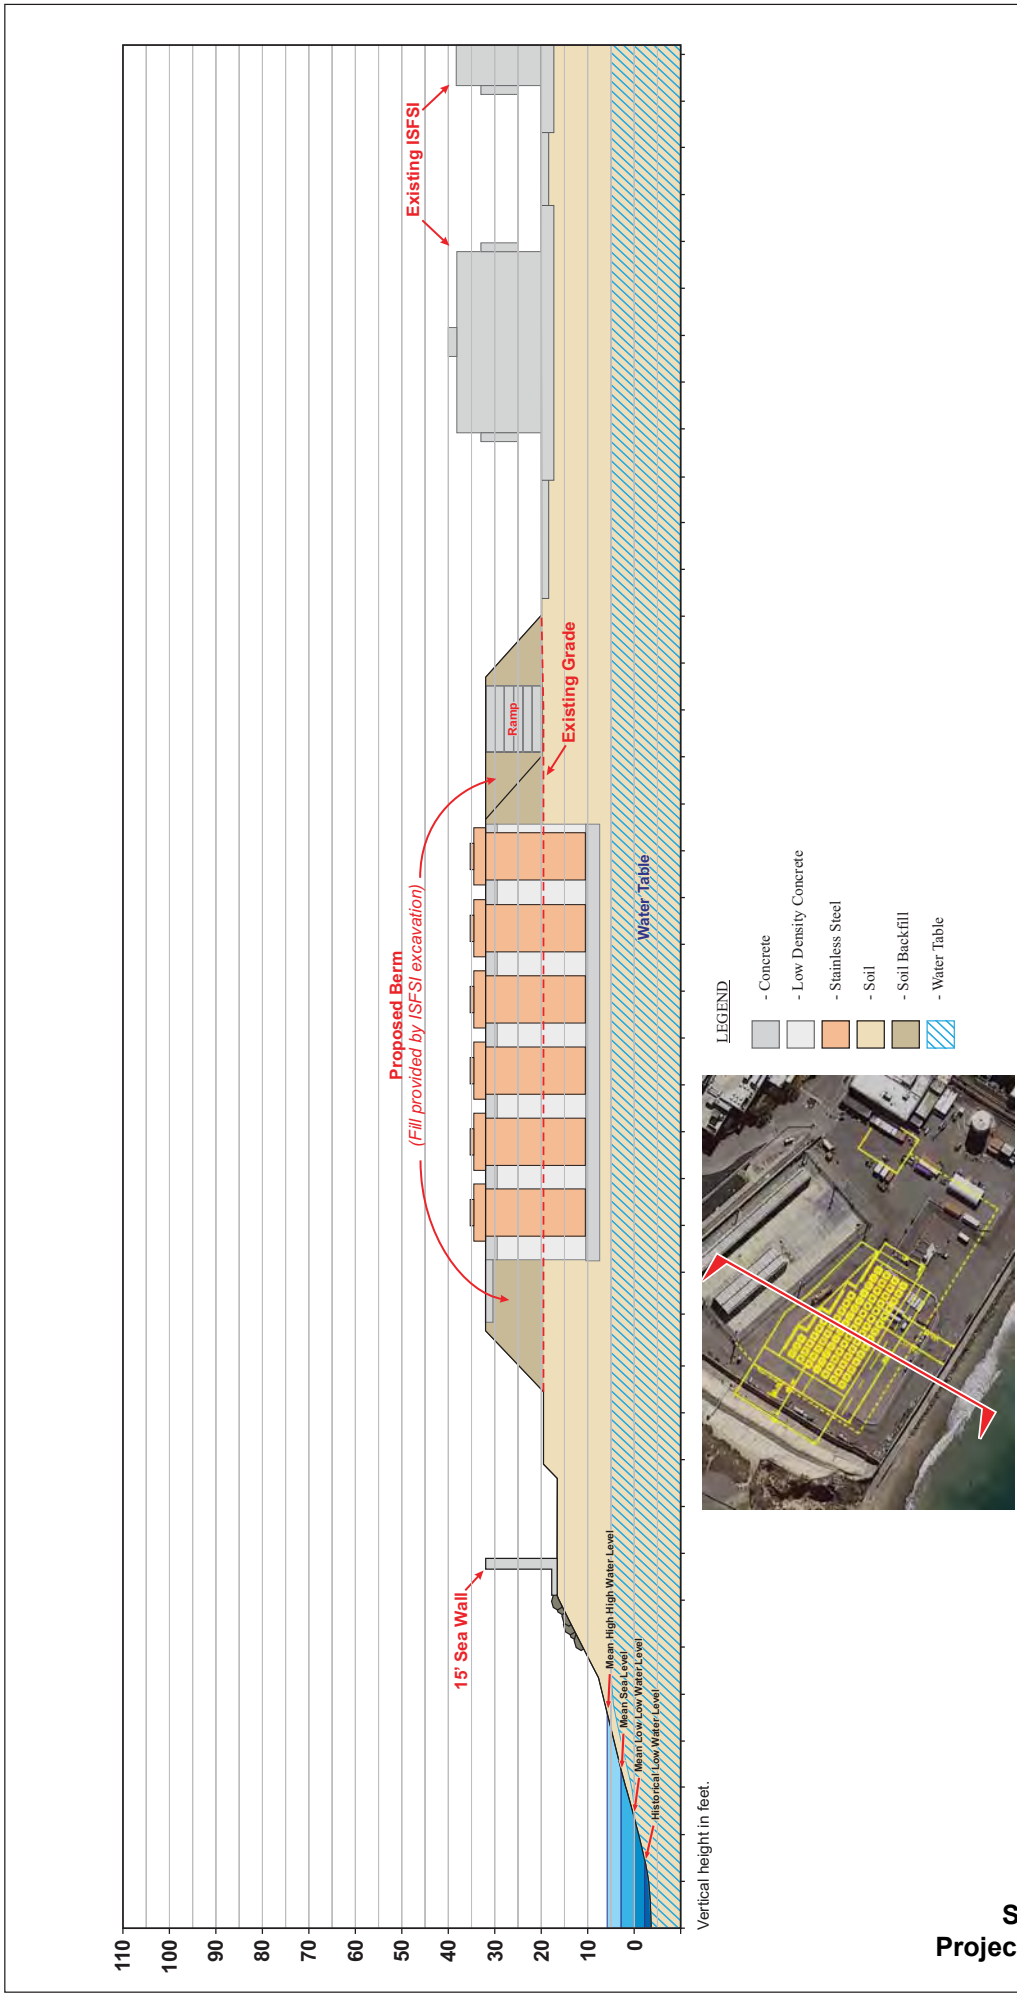 110
100
90
80
70
60
50
40
30
20
10
0
Vertical height in feet.
15' Sea Wall
Mean High High Water Level
Mean Sea Level
Mean Low Low Water Level
Historical Low Water Level
Proposed Berm
(Fill provided by ISFSI excavation)
Ramp
Existing Grade
Existing ISFSI
Water Table
LEGEND
- Concrete
- Low Density Concrete
- Stainless Steel
- Soil
- Soil Backfill
- Water Table
S
Projec